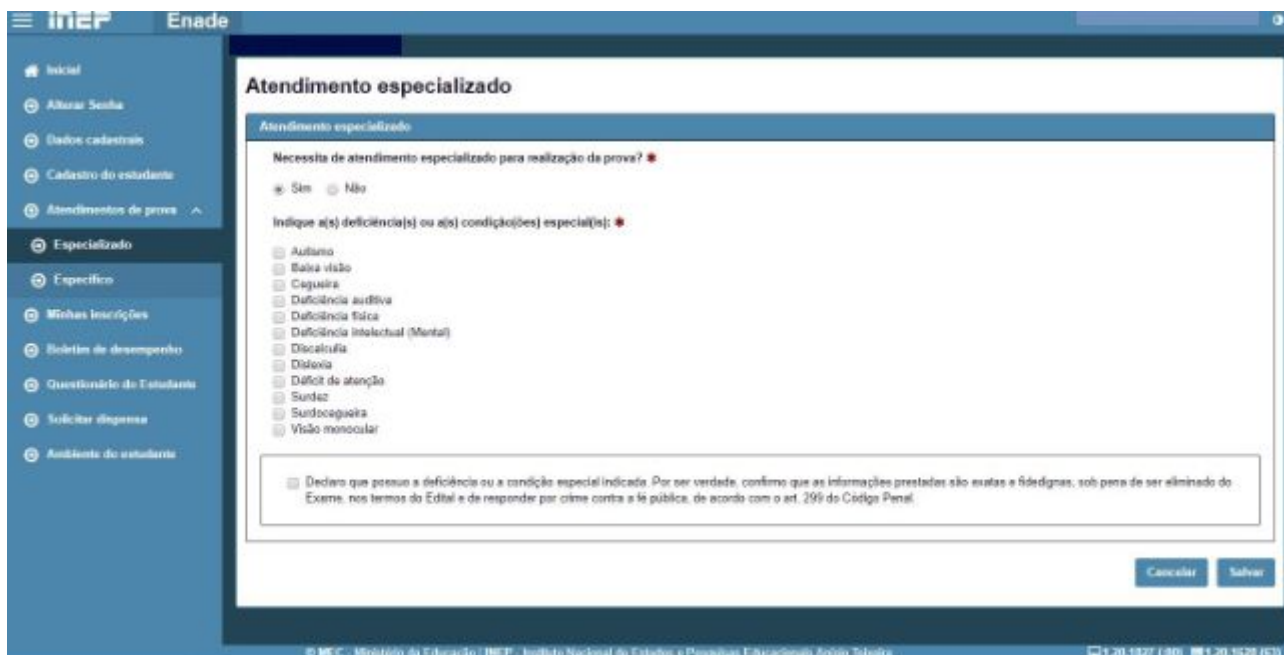 inep Enade
Inicial
Alterar Senha
Dados cadastrais
Cadastro do estudante
Atendimentos de prova
Especializado
Específico
Minhas inscrições
Boletim de desempenho
Questionário do Estudante
Solicitar dispensa
Ambiente do estudante
Atendimento especializado
Atendimento especializado
Necessita de atendimento especializado para realização da prova? *
Sim Não
Indique a(s) deficiência(s) ou a(s) condição(ões) especial(is): *
Autismo
Baixa visão
Cegueira
Deficiência auditiva
Deficiência física
Deficiência intelectual (Mental)
Discalculia
Dislexia
Déficit de atenção
Surdez
Surdocegueira
Visão monocular
Declaro que possuo a deficiência ou a condição especial indicada. Por ser verdade, confirmo que as informações prestadas são exatas e fidedignas, sob pena de ser eliminado do
Exame, nos termos do Edital e de responder por crime contra a fé pública, de acordo com o art. 299 do Código Penal.
Cancelar Salvar
© MEC - Ministério da Educação | INEP - Instituto Nacional de Estudos e Pesquisas Educacionais Anísio Teixeira